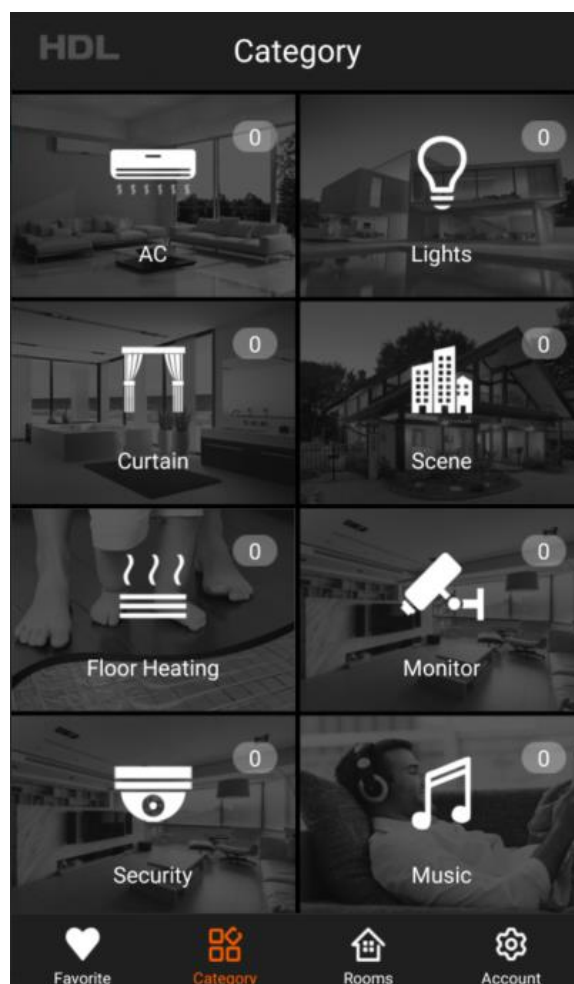 HDL Category
0 0
AC Lights
0 0
Curtain Scene
0 0
Floor Heating Monitor
0 0
Security Music
Favorite Category Rooms Account